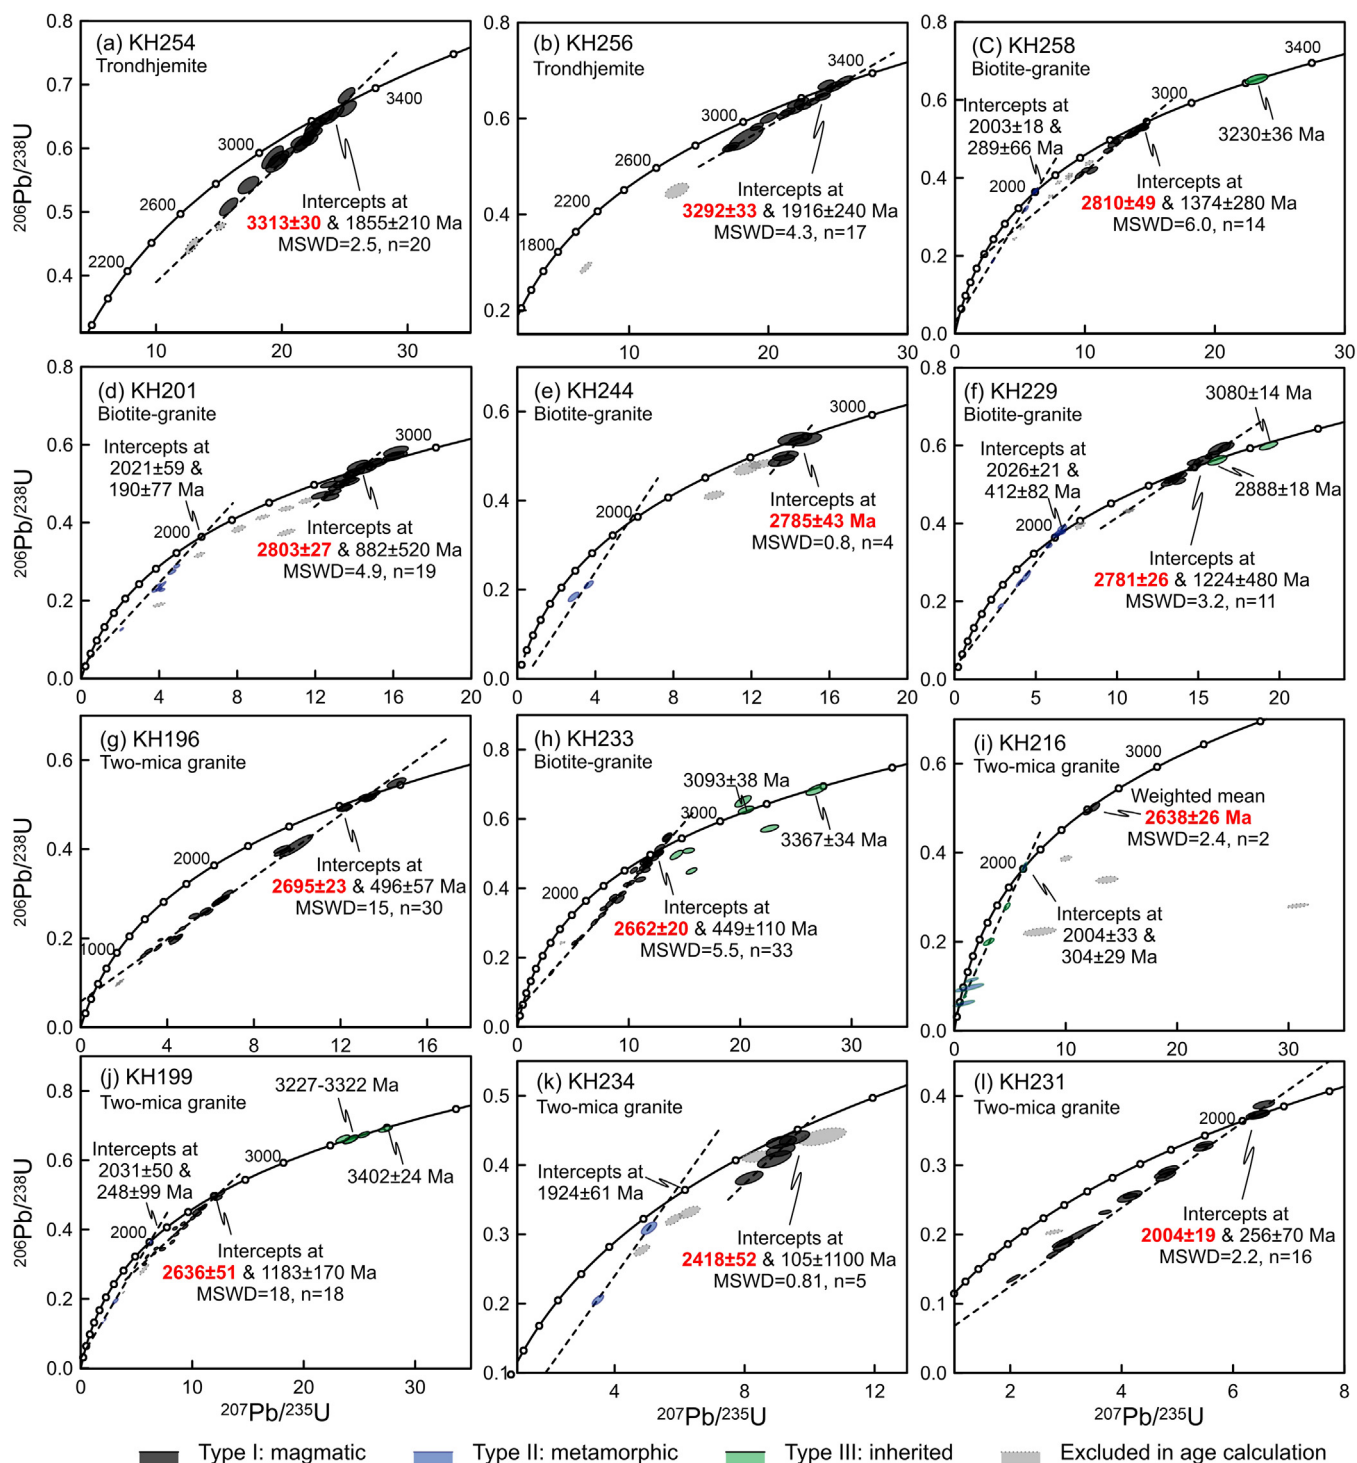 (a) KH254
Trondhjemite
0.8
0.7
0.6
0.5
0.4
2200
2600
3000
3400
Intercepts at
3313±30 & 1855±210 Ma
MSWD=2.5, n=20
10
20
30
206Pb/238U
(b) KH256
Trondhjemite
0.8
0.6
0.4
0.2
1800
2200
2600
3000
3400
Intercepts at
3292±33 & 1916±240 Ma
MSWD=4.3, n=17
10
20
(C) KH258
Biotite-granite
0.8
0.6
0.4
0.2
0.0
Intercepts at
2003±18 &
289±66 Ma
2000
3000
3400
3230±36 Ma
Intercepts at
2810±49 & 1374±280 Ma
MSWD=6.0, n=14
0
10
20
30
(d) KH201
Biotite-granite
0.8
0.6
0.4
0.2
0.0
Intercepts at
2021±59 &
190±77 Ma
2000
3000
Intercepts at
2803±27 & 882±520 Ma
MSWD=4.9, n=19
0
4
8
12
16
20
206Pb/238U
(e) KH244
Biotite-granite
0.6
0.4
0.2
0.0
2000
3000
Intercepts at
2785±43 Ma
MSWD=0.8, n=4
0
4
8
12
16
20
(f) KH229
Biotite-granite
0.8
0.6
0.4
0.2
0.0
3080±14 Ma
Intercepts at
2026±21 &
412±82 Ma
2000
2888±18 Ma
Intercepts at
2781±26 & 1224±480 Ma
MSWD=3.2, n=11
0
5
10
15
20
(g) KH196
Two-mica granite
0.6
0.4
0.2
0.0
1000
2000
Intercepts at
2695±23 & 496±57 Ma
MSWD=15, n=30
0
4
8
12
16
206Pb/238U
(h) KH233
Biotite-granite
0.8
0.6
0.4
0.2
0.0
3093±38 Ma
3000
2000
3367±34 Ma
Intercepts at
2662±20 & 449±110 Ma
MSWD=5.5, n=33
0
10
20
30
(i) KH216
Two-mica granite
0.6
0.4
0.2
0.0
3000
Weighted mean
2638±26 Ma
MSWD=2.4, n=2
2000
Intercepts at
2004±33 &
304±29 Ma
0
10
20
30
(j) KH199
Two-mica granite
0.8
0.6
0.4
0.2
0.0
3227-3322 Ma
Intercepts at
2031±50 &
248±99 Ma
3000
3402±24 Ma
2000
Intercepts at
2636±51 & 1183±170 Ma
MSWD=18, n=18
0
10
20
30
206Pb/238U
207Pb/235U
(k) KH234
Two-mica granite
0.5
0.4
0.3
0.2
0.1
Intercepts at
1924±61 Ma
Intercepts at
2418±52 & 105±1100 Ma
MSWD=0.81, n=5
4
8
12
207Pb/235U
(l) KH231
Two-mica granite
0.4
0.3
0.2
0.1
0.0
2000
Intercepts at
2004±19 & 256±70 Ma
MSWD=2.2, n=16
2
4
6
8
207Pb/235U
Type I: magmatic
Type II: metamorphic
Type III: inherited
Excluded in age calculation